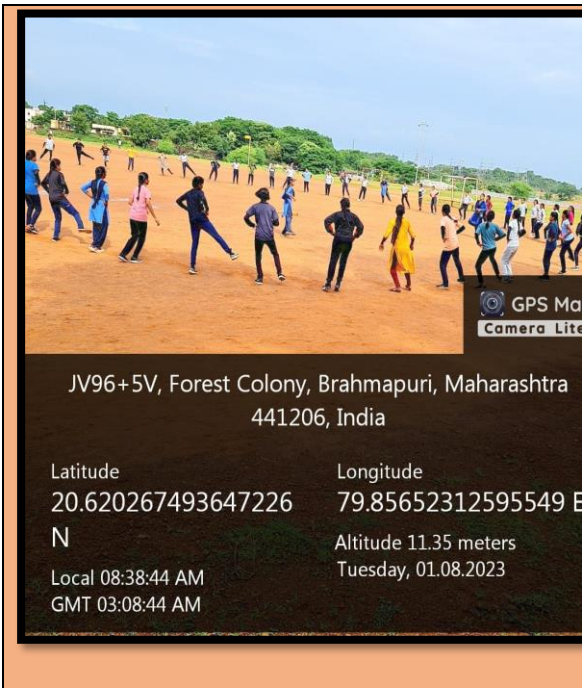 GPS Ma
Camera Lite
JV96+5V, Forest Colony, Brahmapuri, Maharashtra
441206, India
Latitude
20.620267493647226
N
Longitude
79.85652312595549 E
Altitude 11.35 meters
Tuesday, 01.08.2023
Local 08:38:44 AM
GMT 03:08:44 AM